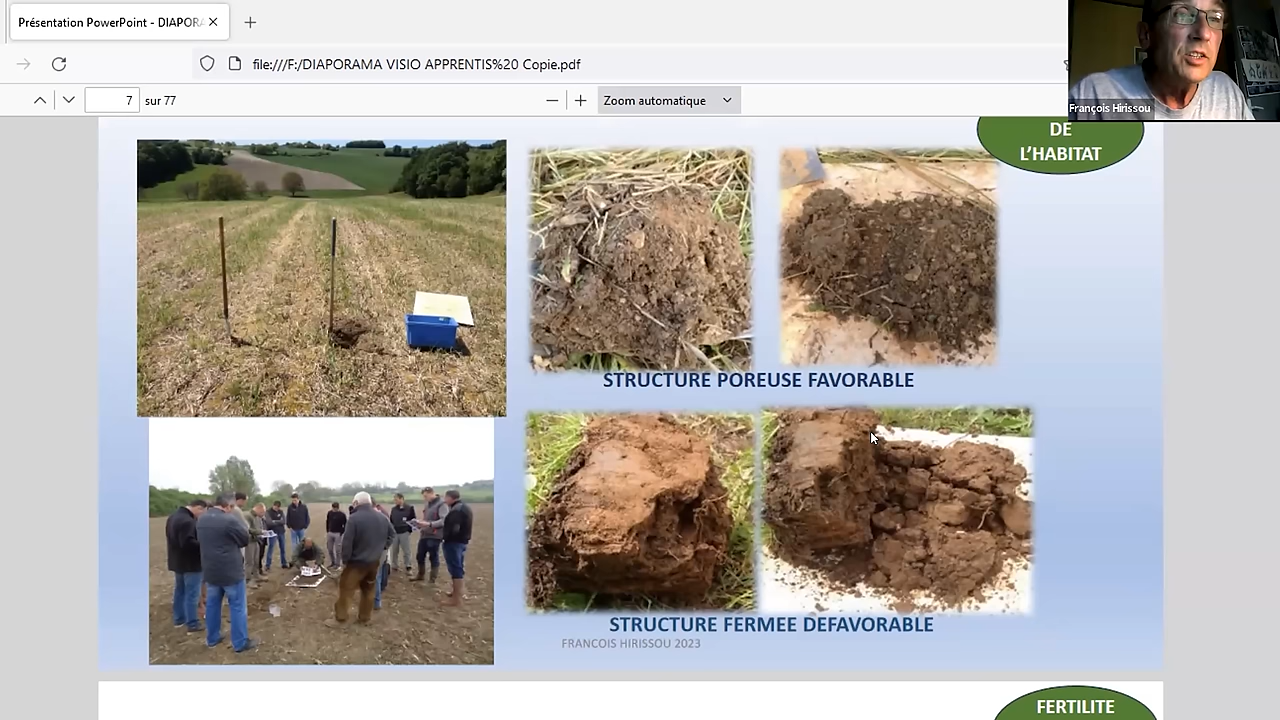 Présentation PowerPoint - DIAPORA
file:///F:/DIAPORAMA VISIO APPRENTIS%20 Copie.pdf
7 sur 77
Zoom automatique
François Hirissou
DE
L’HABITAT
STRUCTURE POREUSE FAVORABLE
STRUCTURE FERMEE DEFAVORABLE
FRANCOIS HIRISSOU 2023
FERTILITE